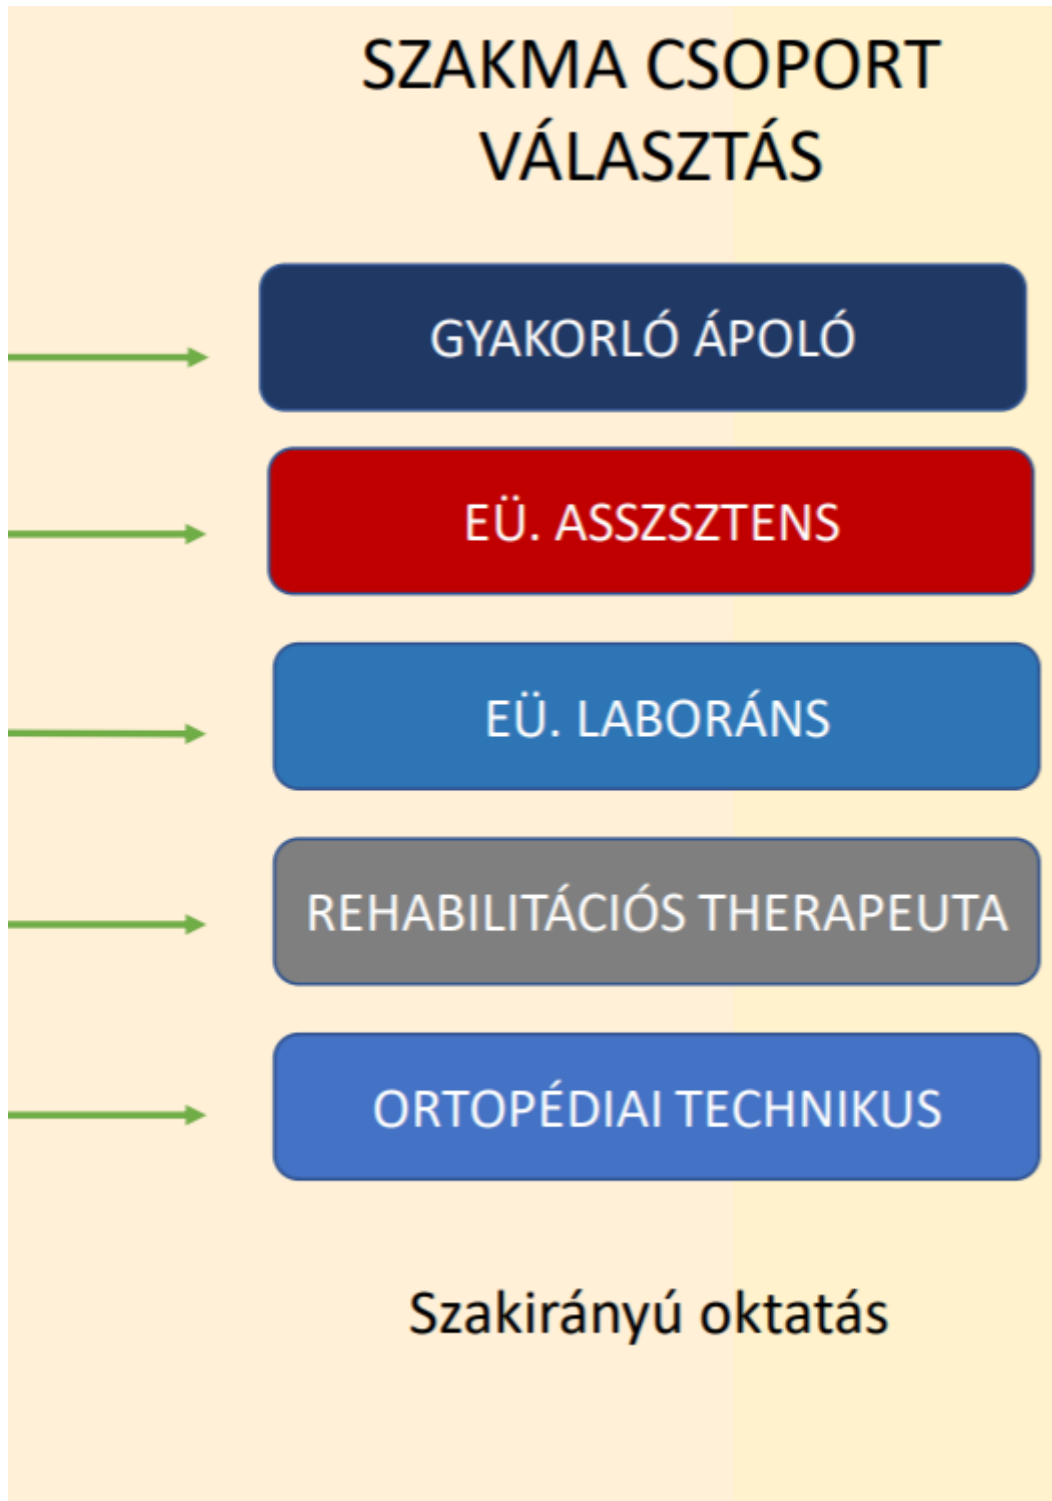 SZAKMA CSOPORT
VÁLASZTÁS
GYAKORLÓ ÁPOLÓ
EÜ. ASSZSZTENS
EÜ. LABORÁNS
REHABILITÁCIÓS THERAPEUTA
ORTOPÉDIAI TECHNIKUS
Szakirányú oktatás